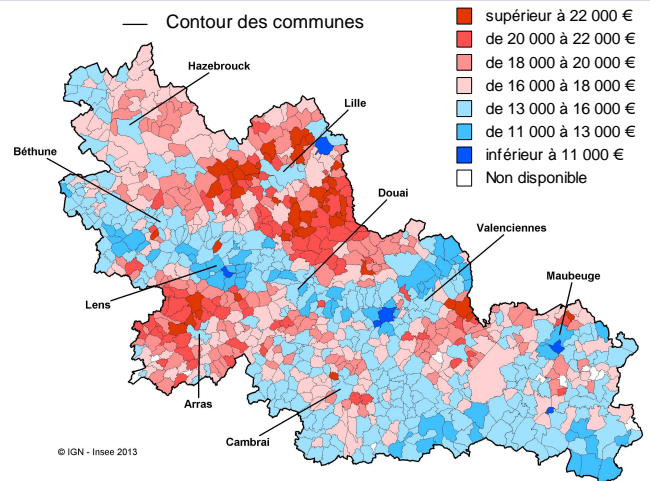 Contour des communes
supérieur à 22 000 €
de 20 000 à 22 000 €
de 18 000 à 20 000 €
de 16 000 à 18 000 €
de 13 000 à 16 000 €
de 11 000 à 13 000 €
inférieur à 11 000 €
Non disponible
Hazebrouck
Lille
Béthune
Douai
Valenciennes
Maubeuge
Lens
Arras
Cambrai
© IGN - Insee 2013